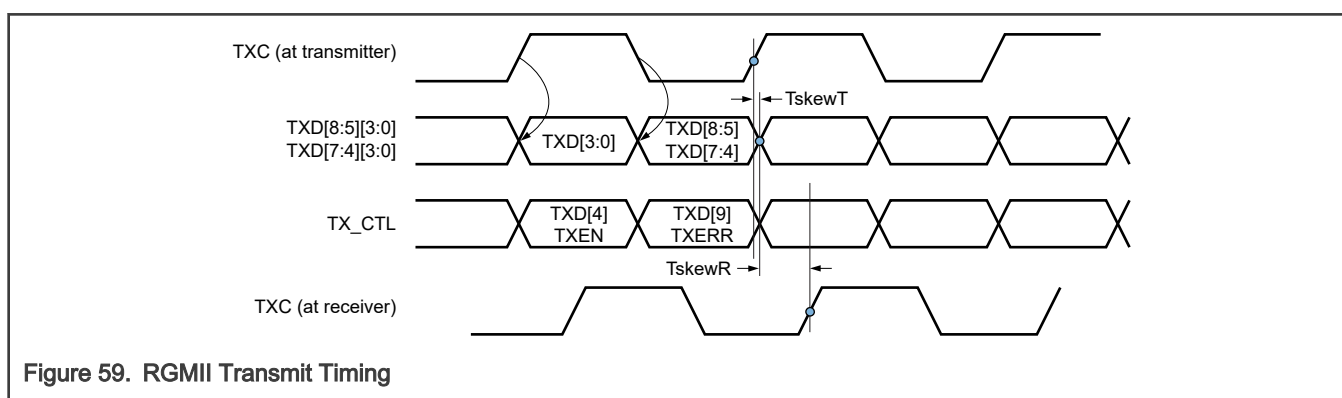 TXC (at transmitter)
TskewT
TXD[8:5][3:0]
TXD[7:4][3:0]
TXD[3:0]
TXD[8:5]
TXD[7:4]
TX_CTL
TXD[4]
TXEN
TXD[9]
TXERR
TskewR
TXC (at receiver)
Figure 59. RGMII Transmit Timing